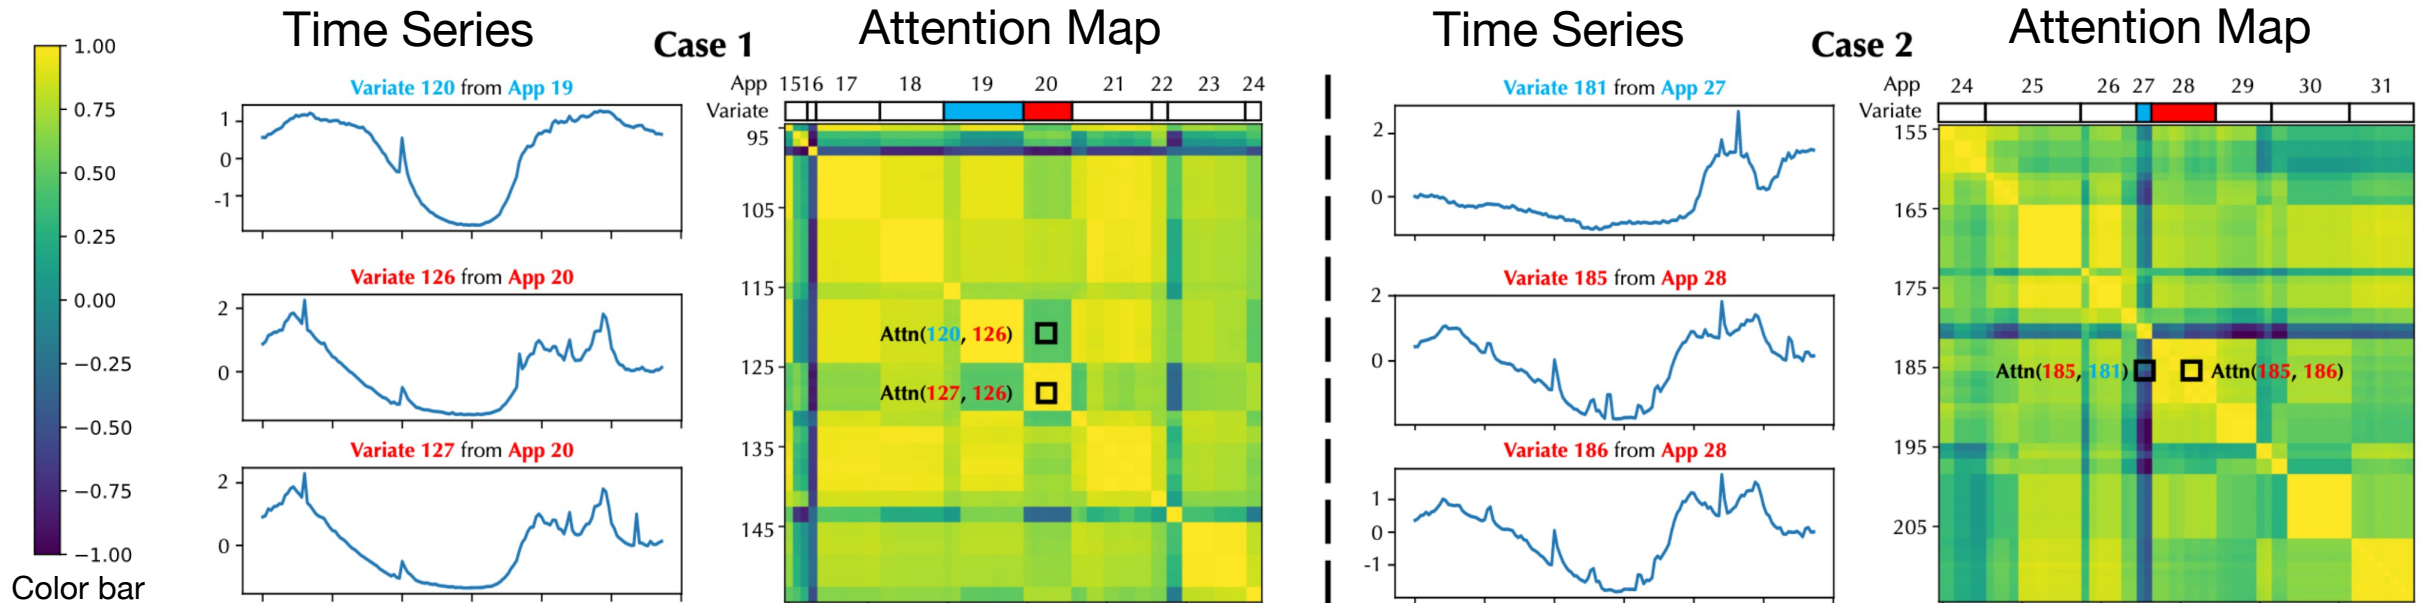 Time Series
Case 1
Attention Map
Time Series
Case 2
Attention Map
1.00
0.75
0.50
0.25
0.00
−0.25
−0.50
−0.75
−1.00
Color bar
Variate 120 from App 19
1
0
-1
Variate 126 from App 20
2
0
Variate 127 from App 20
2
0
App 15 16 17 18 19 20 21 22 23 24
Variate
95
105
115
125
135
145
Attn(120, 126)
Attn(127, 126)
Variate 181 from App 27
2
0
Variate 185 from App 28
2
0
Variate 186 from App 28
1
0
-1
App 24 25 26 27 28 29 30 31
Variate
155
165
175
185
195
205
Attn(185, 181)
Attn(185, 186)